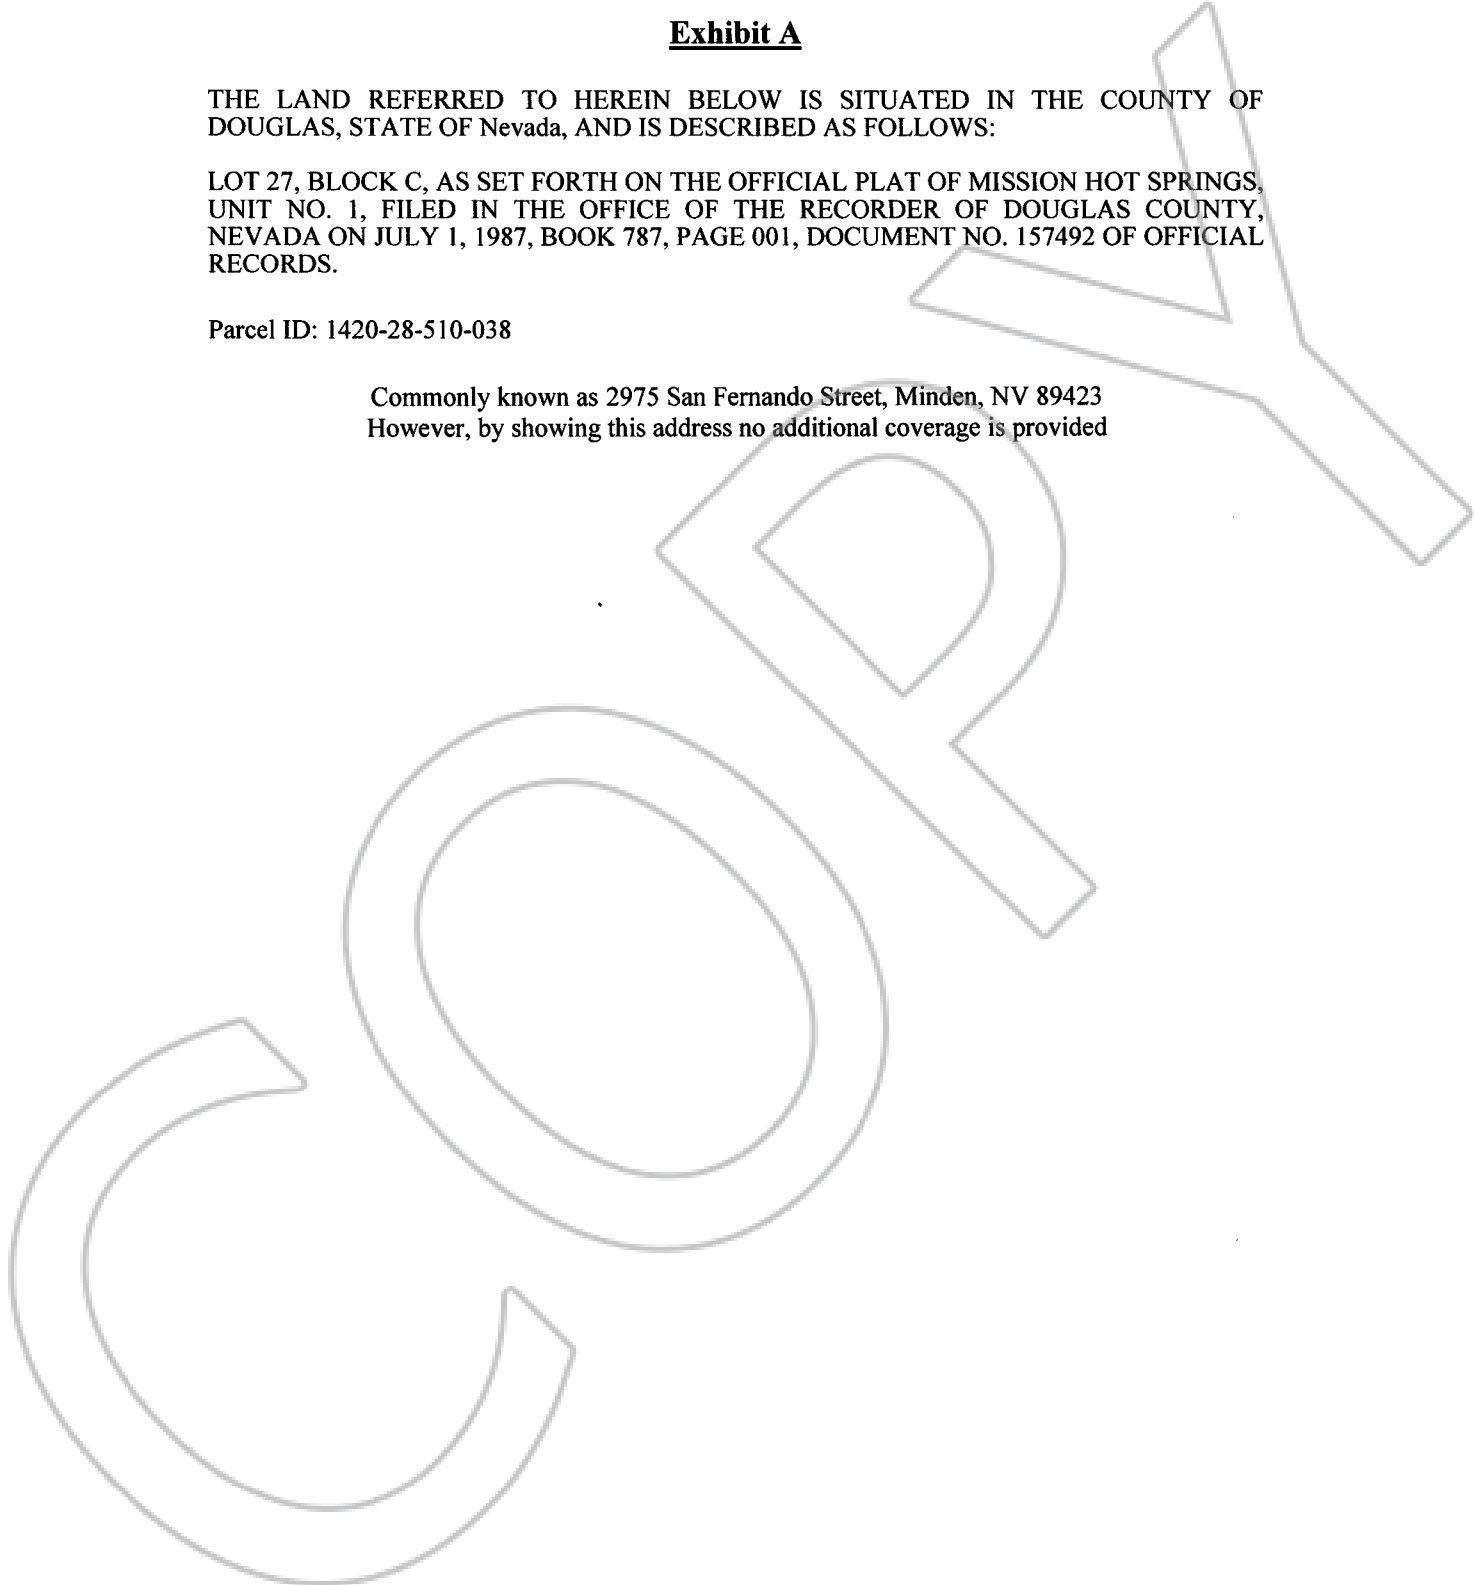 Exhibit A
THE LAND REFERRED TO HEREIN BELOW IS SITUATED IN THE COUNTY OF
DOUGLAS, STATE OF Nevada, AND IS DESCRIBED AS FOLLOWS:
LOT 27, BLOCK C, AS SET FORTH ON THE OFFICIAL PLAT OF MISSION HOT SPRINGS,
UNIT NO. 1, FILED IN THE OFFICE OF THE RECORDER OF DOUGLAS COUNTY,
NEVADA ON JULY 1, 1987, BOOK 787, PAGE 001, DOCUMENT NO. 157492 OF OFFICIAL
RECORDS.
Parcel ID: 1420-28-510-038
Commonly known as 2975 San Fernando Street, Minden, NV 89423
However, by showing this address no additional coverage is provided
COPY